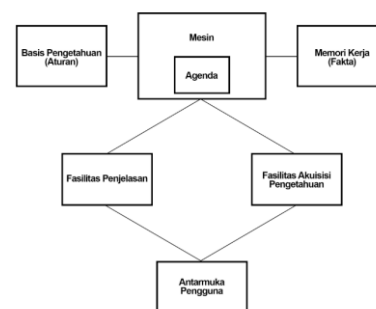 Mesin
Basis Pengetahuan
(Aturan)
Agenda
Memori Kerja
(Fakta)
Fasilitas Penjelasan
Fasilitas Akuisisi
Pengetahuan
Antarmuka
Pengguna